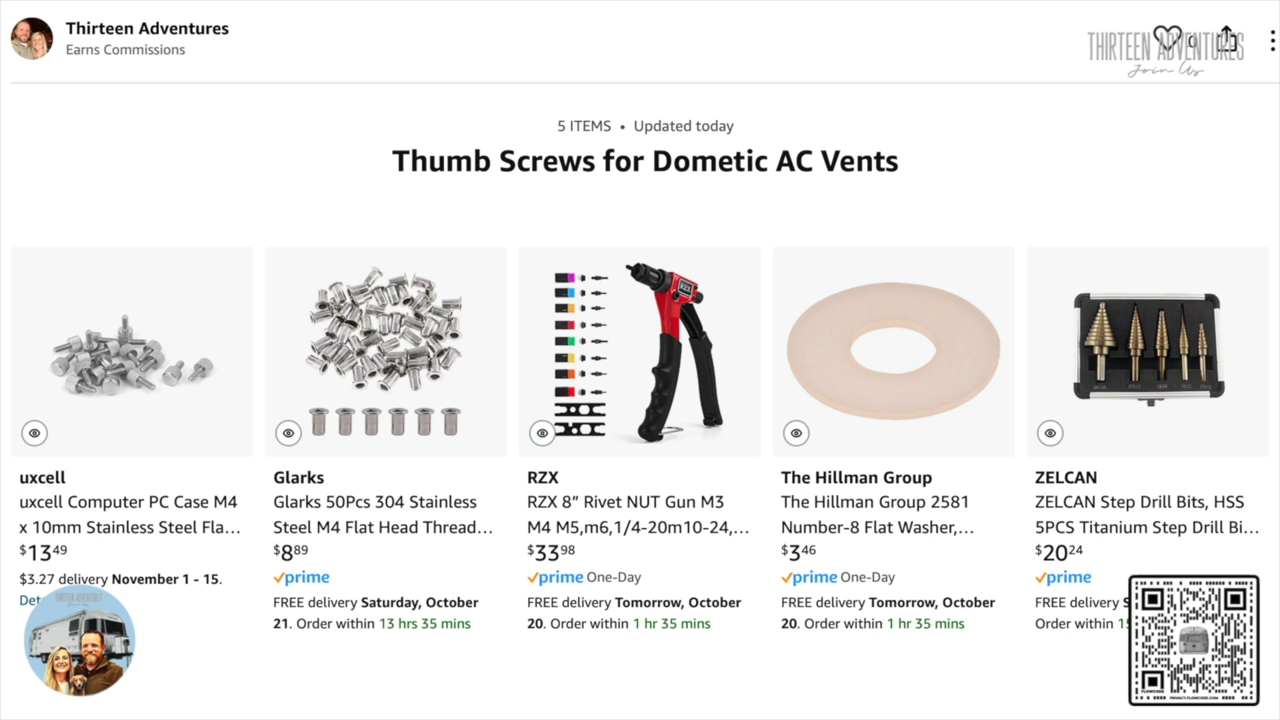 Thirteen Adventures
Earns Commissions
THIRTEEN ADVENTURES
Join Us
5 ITEMS • Updated today
Thumb Screws for Dometic AC Vents
RZX
uxcell
uxcell Computer PC Case M4
x 10mm Stainless Steel Fla...
$13.49
$3.27 delivery November 1 - 15.
Glarks
Glarks 50Pcs 304 Stainless
Steel M4 Flat Head Thread...
$8.89
prime
FREE delivery Saturday, October
21. Order within 13 hrs 35 mins
RZX
RZX 8” Rivet NUT Gun M3
M4 M5,m6,1/4-20m10-24,...
$33.98
prime One-Day
FREE delivery Tomorrow, October
20. Order within 1 hr 35 mins
The Hillman Group
The Hillman Group 2581
Number-8 Flat Washer,...
$3.46
prime One-Day
FREE delivery Tomorrow, October
20. Order within 1 hr 35 mins
ZELCAN
ZELCAN Step Drill Bits, HSS
5PCS Titanium Step Drill Bi...
$20.24
prime
FREE delivery
Order within
THIRTEEN ADVENTURES
FLOWCODE
PRIVACY.FLOWCODE.COM